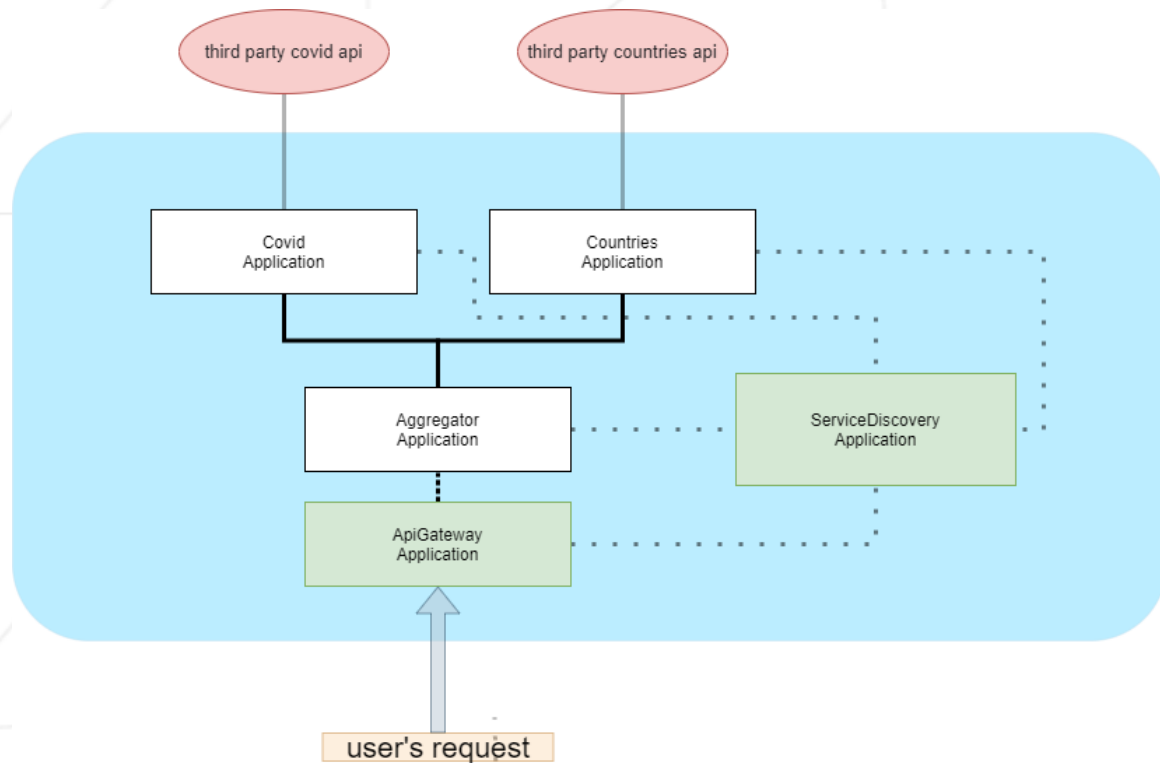 third party covid api
third party countries api
Covid
Application
Countries
Application
Aggregator
Application
ServiceDiscovery
Application
ApiGateway
Application
user's request